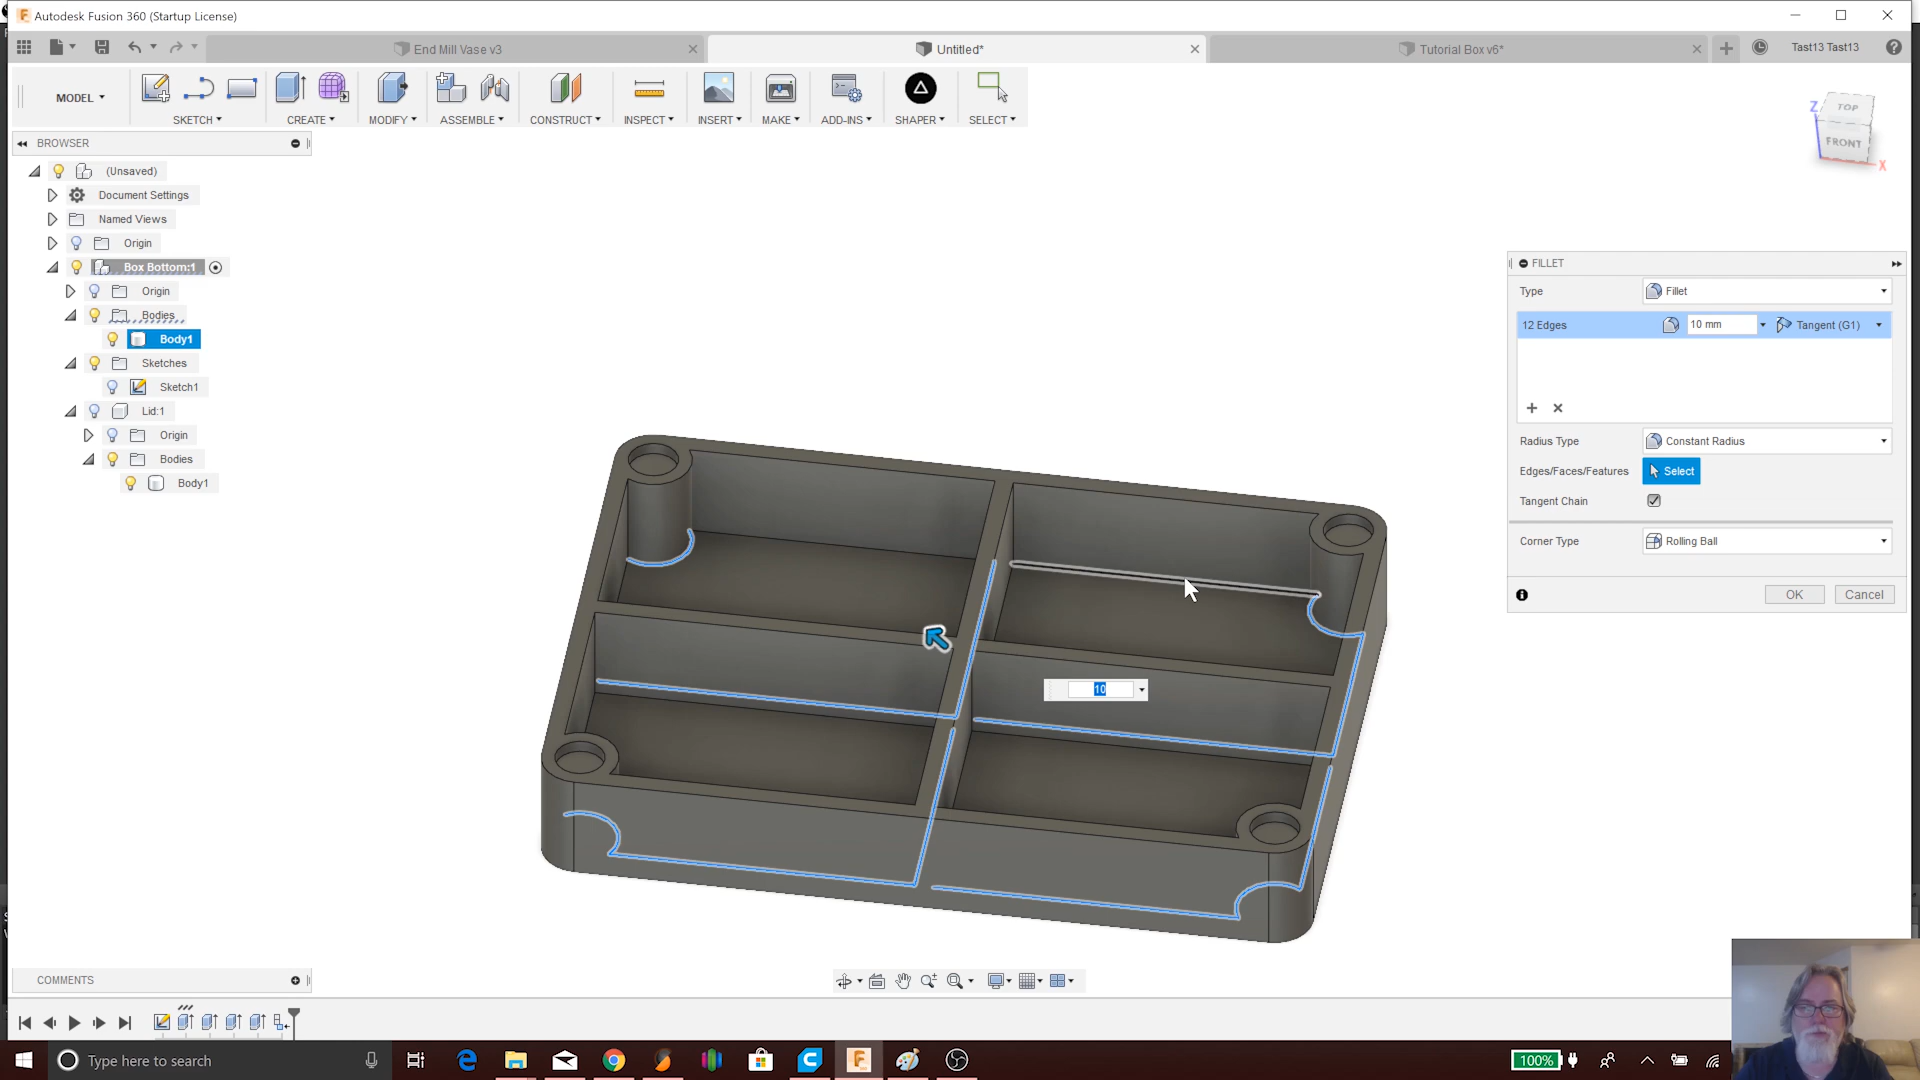 Autodesk Fusion 360 (Startup License)
End Mill Vase v3
Untitled*
Tutorial Box v6*
Tast13 Tast13
MODEL
SKETCH
CREATE
MODIFY
ASSEMBLE
CONSTRUCT
INSPECT
INSERT
MAKE
ADD-INS
SHAPER
SELECT
Z
TOP
FRONT
X
BROWSER
(Unsaved)
Document Settings
Named Views
Origin
Box Bottom:1
Origin
Bodies
Body1
Sketches
Sketch1
Lid:1
Origin
Bodies
Body1
FILLET
Type Fillet
12 Edges 10 mm Tangent (G1)
Radius Type Constant Radius
Edges/Faces/Features Select
Tangent Chain
Corner Type Rolling Ball
OK Cancel
10
COMMENTS
Type here to search
100%